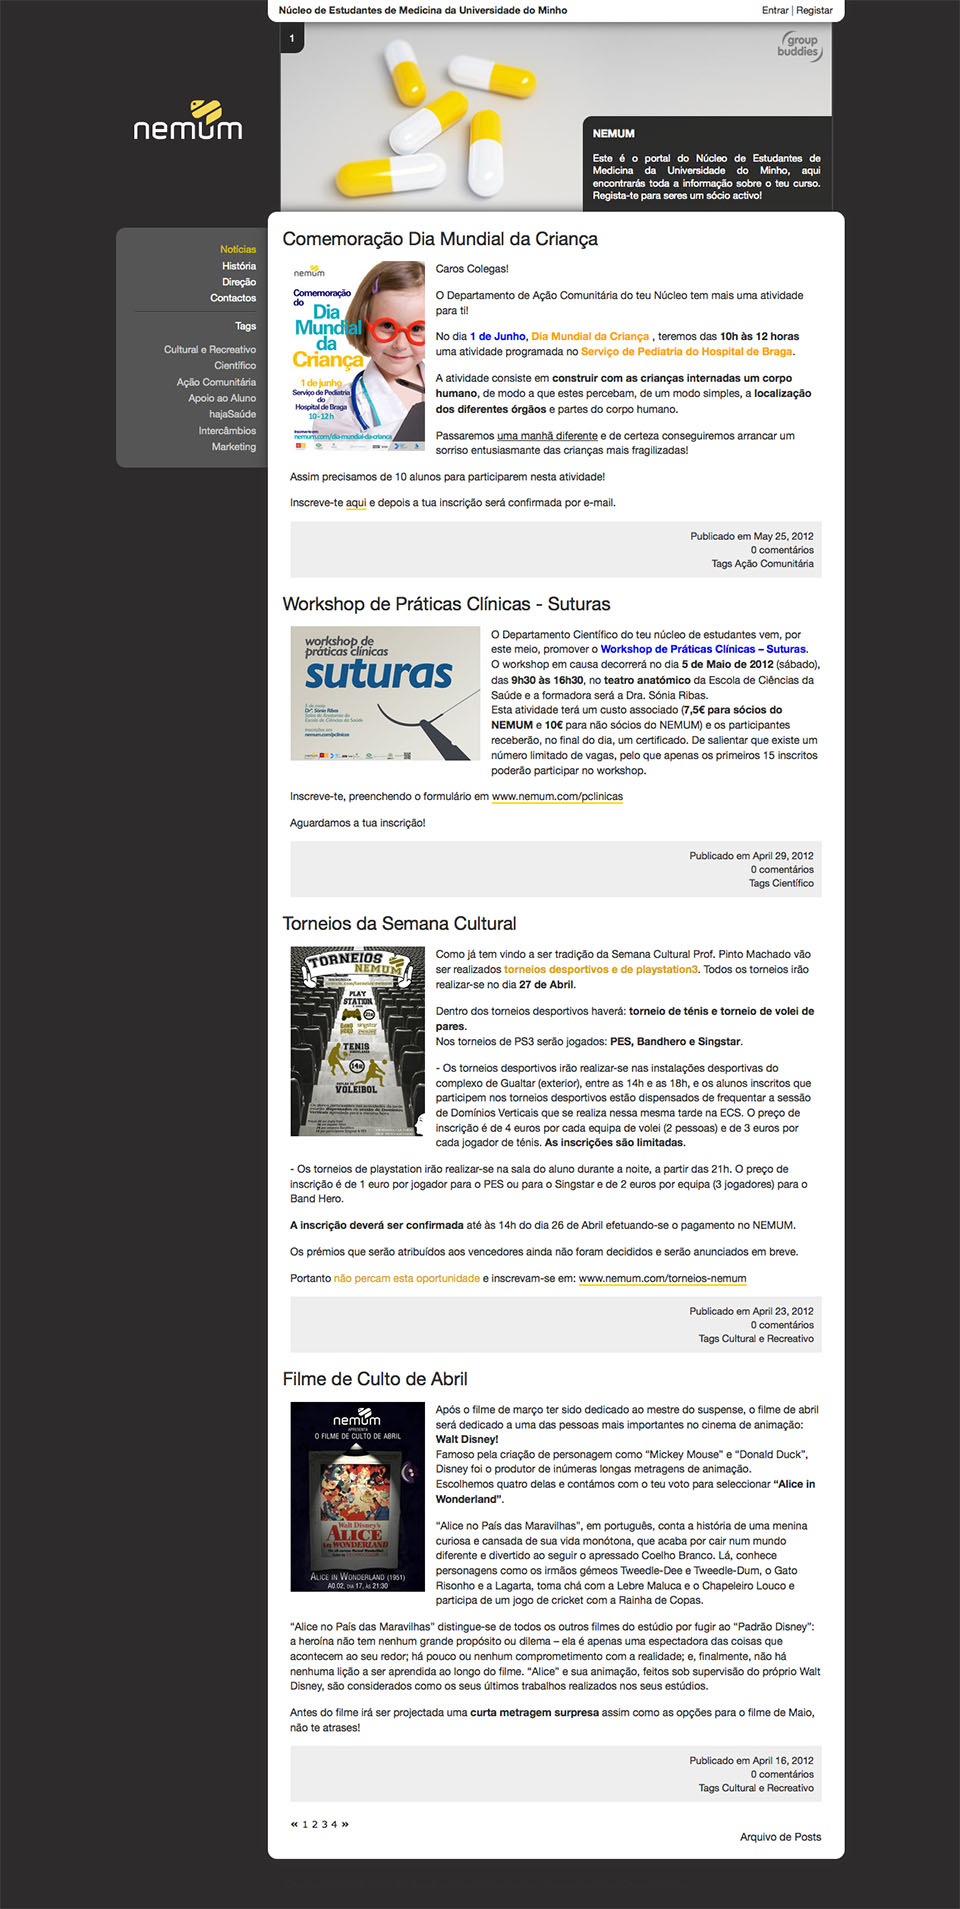 Núcleo de Estudantes de Medicina da Universidade do Minho
Entrar | Registar
1
group
buddies
nemum
NEMUM
Este é o portal do Núcleo de Estudantes de
Medicina da Universidade do Minho, aqui
encontrarás toda a informação sobre o teu curso.
Regista-te para seres um sócio activo!
Notícias
História
Direção
Contactos
Tags
Cultural e Recreativo
Científico
Ação Comunitária
Apoio ao Aluno
hajaSaúde
Intercâmbios
Marketing
Comemoração Dia Mundial da Criança
nemum
Comemoração
do
Dia
Mundial
da
Criança
1 de junho
Serviço de Pediatria
do
Hospital de Braga
10 - 12 h
Inscreve-te em:
nemum.com/dia-mundial-da-crianca
Caros Colegas!
O Departamento de Ação Comunitária do teu Núcleo tem mais uma atividade
para ti!
No dia 1 de Junho, Dia Mundial da Criança , teremos das 10h às 12 horas
uma atividade programada no Serviço de Pediatria do Hospital de Braga.
A atividade consiste em construir com as crianças internadas um corpo
humano, de modo a que estes percebam, de um modo simples, a localização
dos diferentes órgãos e partes do corpo humano.
Passaremos uma manhã diferente e de certeza conseguiremos arrancar um
sorriso entusiasmante das crianças mais fragilizadas!
Assim precisamos de 10 alunos para participarem nesta atividade!
Inscreve-te aqui e depois a tua inscrição será confirmada por e-mail.
Publicado em May 25, 2012
0 comentários
Tags Ação Comunitária
Workshop de Práticas Clínicas - Suturas
workshop de
práticas clínicas
suturas
5 de maio
Drª. Sónia Ribas
Salas de Anatomia da
Escola de Ciências da Saúde
Inscrições em:
nemum.com/pclinicas
O Departamento Científico do teu núcleo de estudantes vem, por
este meio, promover o Workshop de Práticas Clínicas – Suturas.
O workshop em causa decorrerá no dia 5 de Maio de 2012 (sábado),
das 9h30 às 16h30, no teatro anatómico da Escola de Ciências da
Saúde e a formadora será a Dra. Sónia Ribas.
Esta atividade terá um custo associado (7,5€ para sócios do
NEMUM e 10€ para não sócios do NEMUM) e os participantes
receberão, no final do dia, um certificado. De salientar que existe um
número limitado de vagas, pelo que apenas os primeiros 15 inscritos
poderão participar no workshop.
Inscreve-te, preenchendo o formulário em www.nemum.com/pclinicas
Aguardamos a tua inscrição!
Publicado em April 29, 2012
0 comentários
Tags Científico
Torneios da Semana Cultural
TORNEIOS
NEMUM
PLAY
STATION
21h
BAND
HERO
singstar
TENIS
14h
VOLEIBOL
Como já tem vindo a ser tradição da Semana Cultural Prof. Pinto Machado vão
ser realizados torneios desportivos e de playstation3. Todos os torneios irão
realizar-se no dia 27 de Abril.
Dentro dos torneios desportivos haverá: torneio de ténis e torneio de volei de
pares.
Nos torneios de PS3 serão jogados: PES, Bandhero e Singstar.
- Os torneios desportivos irão realizar-se nas instalações desportivas do
complexo de Gualtar (exterior), entre as 14h e as 18h, e os alunos inscritos que
participem nos torneios desportivos estão dispensados de frequentar a sessão
de Domínios Verticais que se realiza nessa mesma tarde na ECS. O preço de
inscrição é de 4 euros por cada equipa de volei (2 pessoas) e de 3 euros por
cada jogador de ténis. As inscrições são limitadas.
- Os torneios de playstation irão realizar-se na sala do aluno durante a noite, a partir das 21h. O preço de
inscrição é de 1 euro por jogador para o PES ou para o Singstar e de 2 euros por equipa (3 jogadores) para o
Band Hero.
A inscrição deverá ser confirmada até às 14h do dia 26 de Abril efetuando-se o pagamento no NEMUM.
Os prémios que serão atribuídos aos vencedores ainda não foram decididos e serão anunciados em breve.
Portanto não percam esta oportunidade e inscrevam-se em: www.nemum.com/torneios-nemum
Publicado em April 23, 2012
0 comentários
Tags Cultural e Recreativo
Filme de Culto de Abril
nemum
APRESENTA
O FILME DE CULTO DE ABRIL
Walt Disney's
ALICE
in WONDERLAND
ALICE IN WONDERLAND (1951)
A0.02, DIA 17, ÀS 21:30
Após o filme de março ter sido dedicado ao mestre do suspense, o filme de abril
será dedicado a uma das pessoas mais importantes no cinema de animação:
Walt Disney!
Famoso pela criação de personagem como “Mickey Mouse” e “Donald Duck”,
Disney foi o produtor de inúmeras longas metragens de animação.
Escolhemos quatro delas e contámos com o teu voto para seleccionar “Alice in
Wonderland”.
“Alice no País das Maravilhas”, em português, conta a história de uma menina
curiosa e cansada de sua vida monótona, que acaba por cair num mundo
diferente e divertido ao seguir o apressado Coelho Branco. Lá, conhece
personagens como os irmãos gémeos Tweedle-Dee e Tweedle-Dum, o Gato
Risonho e a Lagarta, toma chá com a Lebre Maluca e o Chapeleiro Louco e
participa de um jogo de cricket com a Rainha de Copas.
“Alice no País das Maravilhas” distingue-se de todos os outros filmes do estúdio por fugir ao “Padrão Disney”:
a heroína não tem nenhum grande propósito ou dilema – ela é apenas uma espectadora das coisas que
acontecem ao seu redor; há pouco ou nenhum comprometimento com a realidade; e, finalmente, não há
nenhuma lição a ser aprendida ao longo do filme. “Alice” e sua animação, feitos sob supervisão do próprio Walt
Disney, são considerados como os seus últimos trabalhos realizados nos seus estúdios.
Antes do filme irá ser projectada uma curta metragem surpresa assim como as opções para o filme de Maio,
não te atrases!
Publicado em April 16, 2012
0 comentários
Tags Cultural e Recreativo
« 1 2 3 4 »
Arquivo de Posts